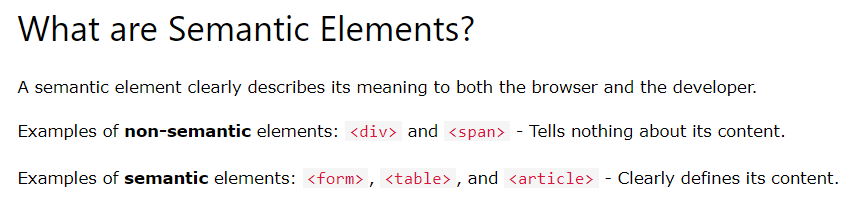 What are Semantic Elements?
A semantic element clearly describes its meaning to both the browser and the developer.
Examples of non-semantic elements: <div> and <span> - Tells nothing about its content.
Examples of semantic elements: <form>, <table>, and <article> - Clearly defines its content.